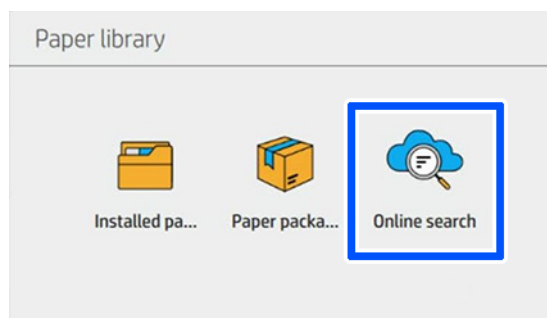 Paper library
Installed pa...
Paper packa...
Online search